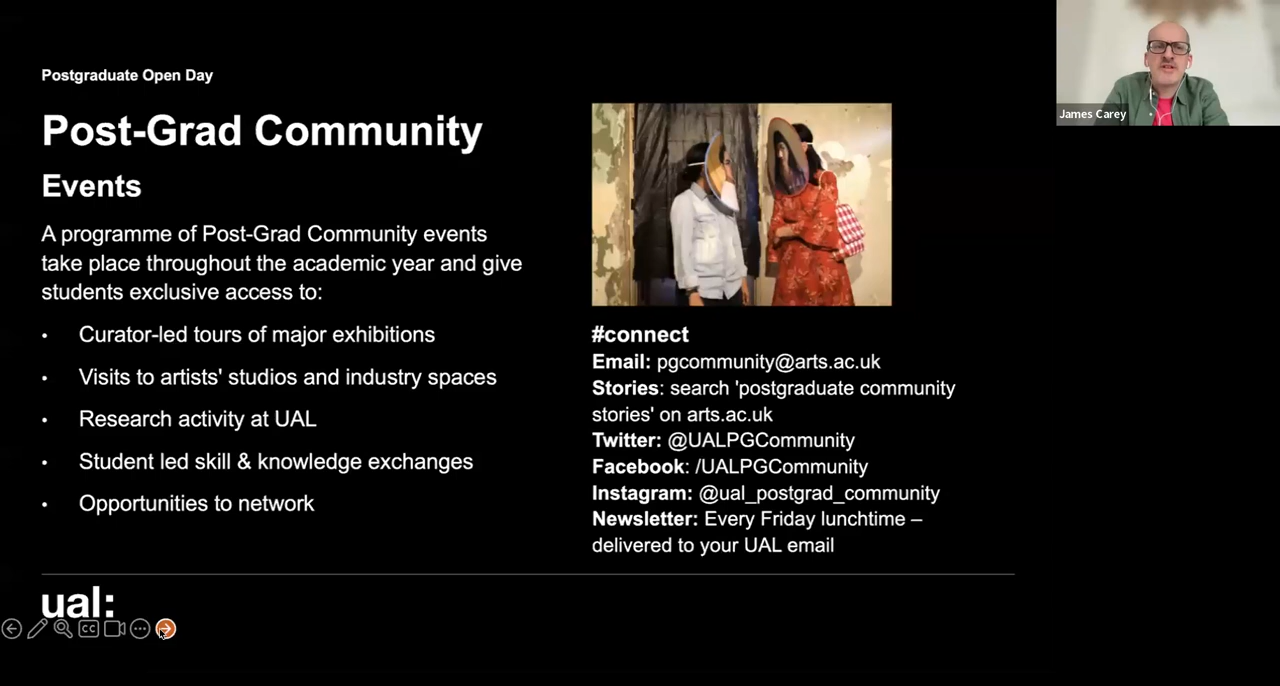 Postgraduate Open Day
Post-Grad Community
Events
A programme of Post-Grad Community events
take place throughout the academic year and give
students exclusive access to:
• Curator-led tours of major exhibitions
• Visits to artists' studios and industry spaces
• Research activity at UAL
• Student led skill & knowledge exchanges
• Opportunities to network
#connect
Email: pgcommunity@arts.ac.uk
Stories: search 'postgraduate community
stories' on arts.ac.uk
Twitter: @UALPGCommunity
Facebook: /UALPGCommunity
Instagram: @ual_postgrad_community
Newsletter: Every Friday lunchtime –
delivered to your UAL email
ual:
CC
James Carey